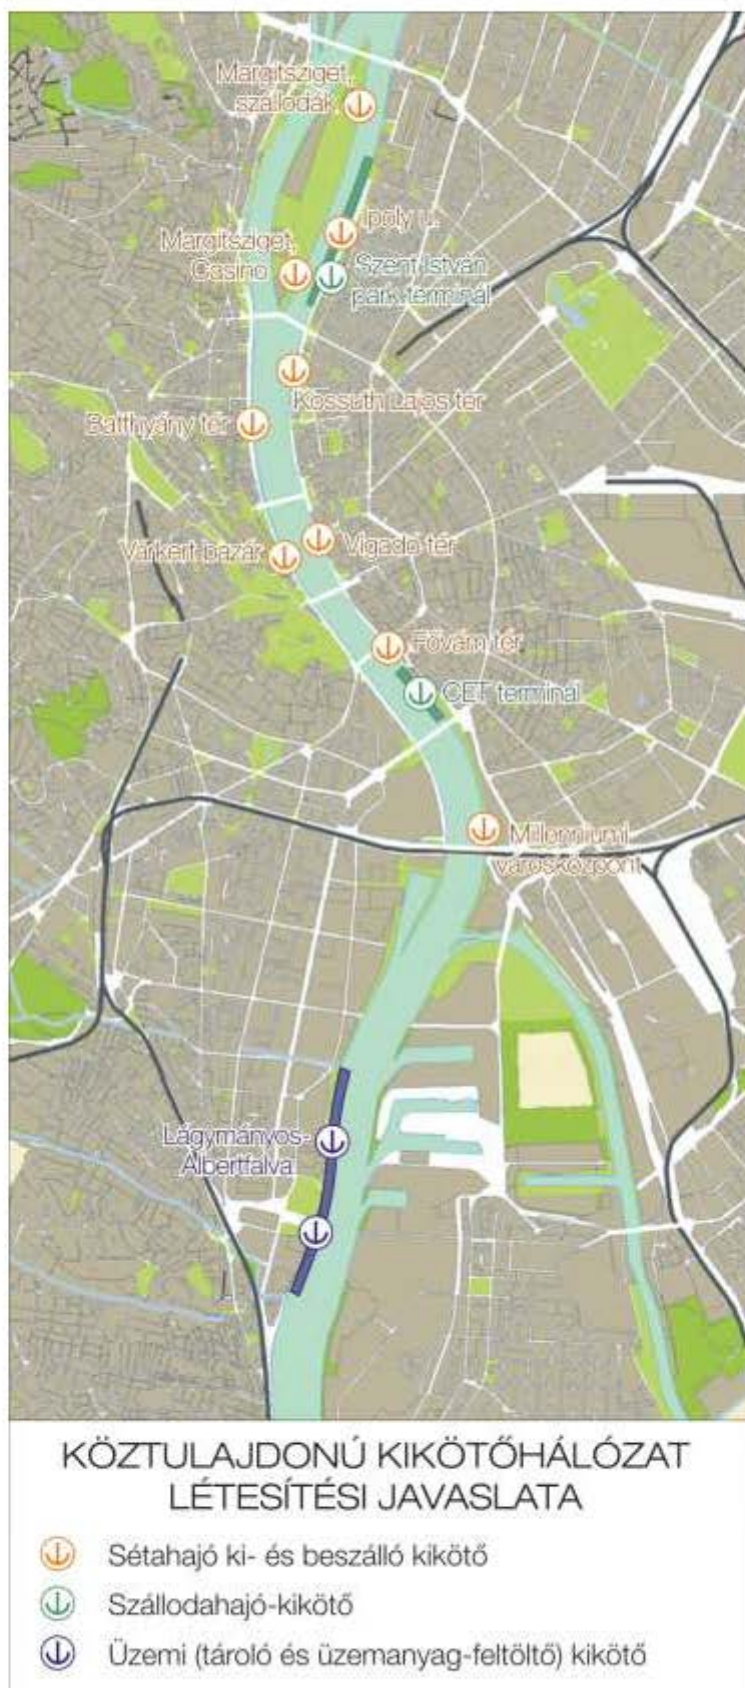 Margitsziget,
szállodák
Ipoly u.
Margitsziget,
Casino
Szent István
park terminál
Kossuth Lajos tér
Batthyány tér
Várkert bazár
Vigadó tér
Fővám tér
CET terminál
Millenniumi
városközpont
Lágymányos-
Albertfalva
KÖZTULAJDONÚ KIKÖTŐHÁLÓZAT
LÉTESÍTÉSI JAVASLATA
Sétahajó ki- és beszálló kikötő
Szállodahajó-kikötő
Üzemi (tároló és üzemanyag-feltöltő) kikötő